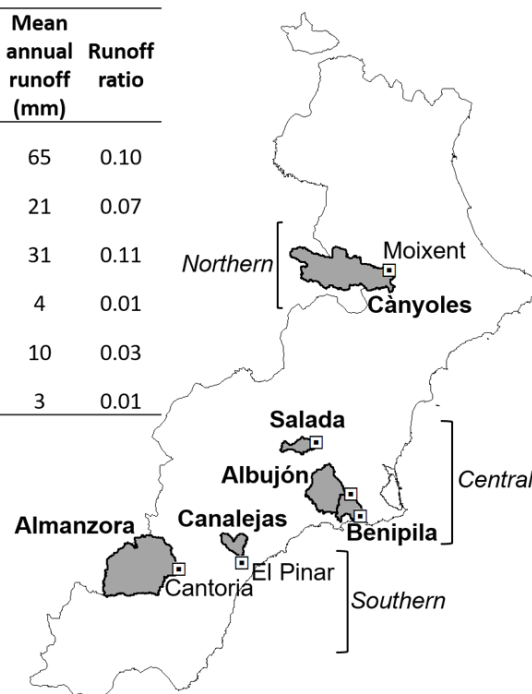 Mean
annual Runoff
runoff ratio
(mm)
65 0.10
21 0.07
31 0.11
4 0.01
10 0.03
3 0.01
Northern
Moixent
Cànyoles
Salada
Albujón
Central
Almanzora
Canalejas
Benipila
El Pinar
Cantoria
Southern